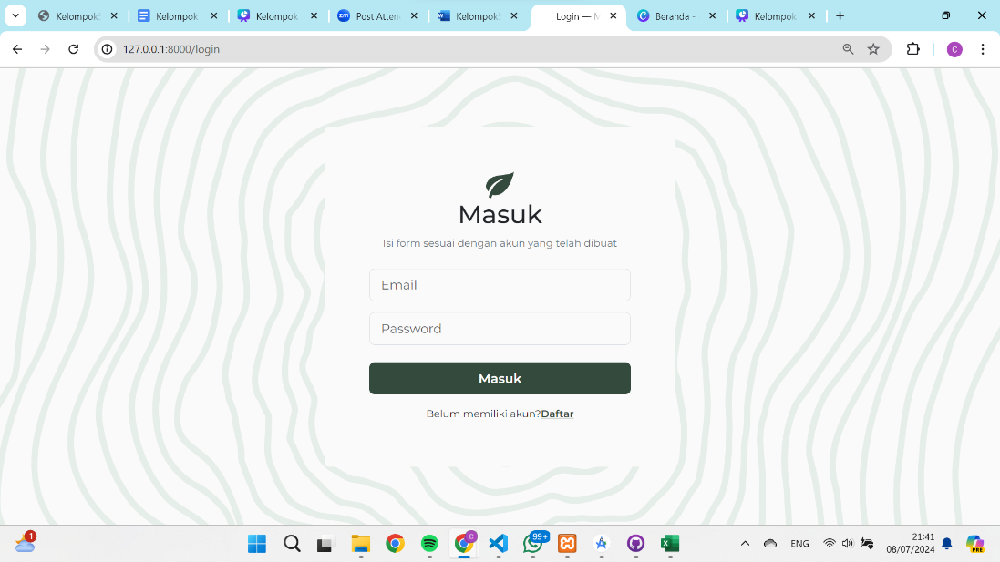 Kelompok
Kelompok
Kelompok
zm
Post Atten
Kelompok
Login — M
Beranda -
Kelompok
127.0.0.1:8000/login
C
Masuk
Isi form sesuai dengan akun yang telah dibuat
Email
Password
Masuk
Belum memiliki akun?Daftar
1
C
99+
ENG
21:41
08/07/2024
PRE